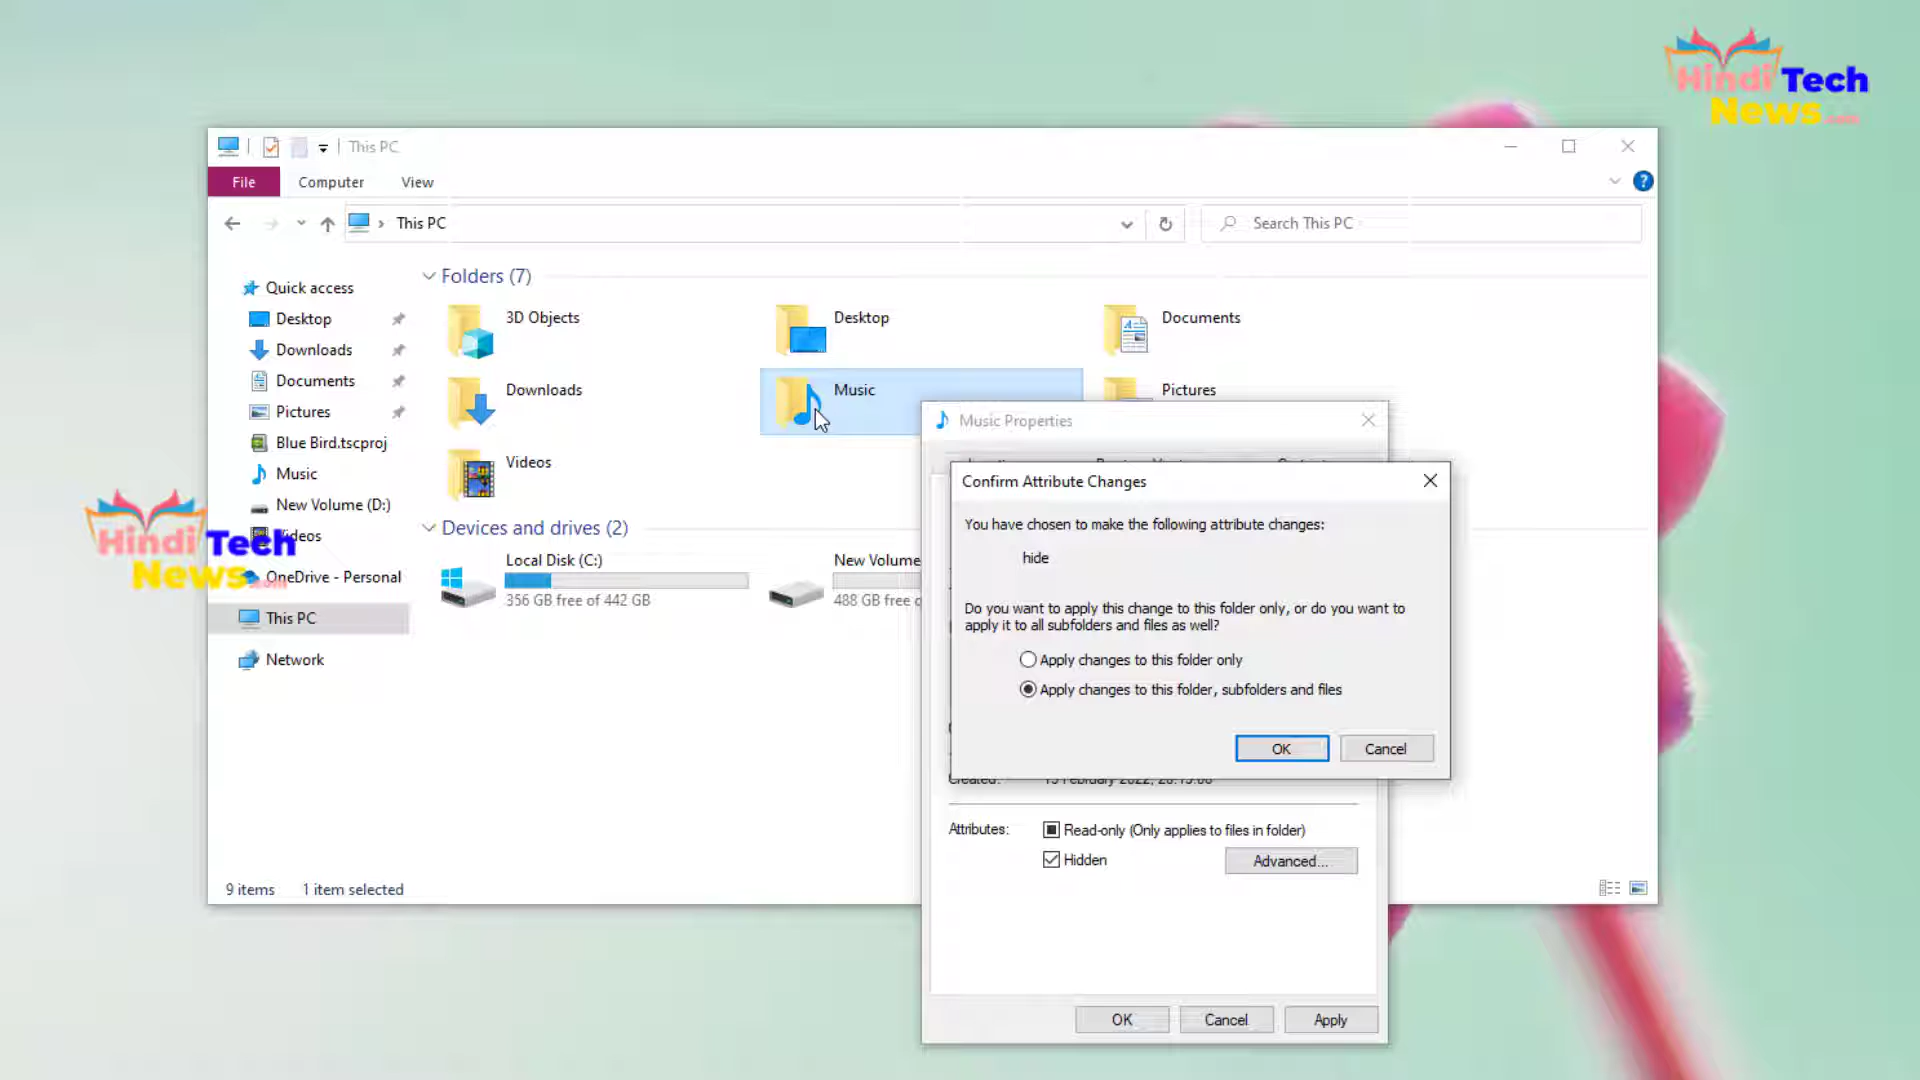 Hindi Tech
News.com
This PC
File
Computer
View
This PC
Search This PC
Quick access
Desktop
Downloads
Documents
Pictures
Blue Bird.tscproj
Music
New Volume (D:)
OneDrive - Personal
This PC
Network
Hindi Tech
News.com
Folders (7)
3D Objects
Desktop
Documents
Downloads
Music
Pictures
Videos
Devices and drives (2)
Local Disk (C:)
356 GB free of 442 GB
New Volume
488 GB free
Music Properties
Confirm Attribute Changes
You have chosen to make the following attribute changes:
hide
Do you want to apply this change to this folder only, or do you want to
apply it to all subfolders and files as well?
Apply changes to this folder only
Apply changes to this folder, subfolders and files
OK
Cancel
Attributes:
Read-only (Only applies to files in folder)
Hidden
Advanced...
OK
Cancel
Apply
9 items
1 item selected